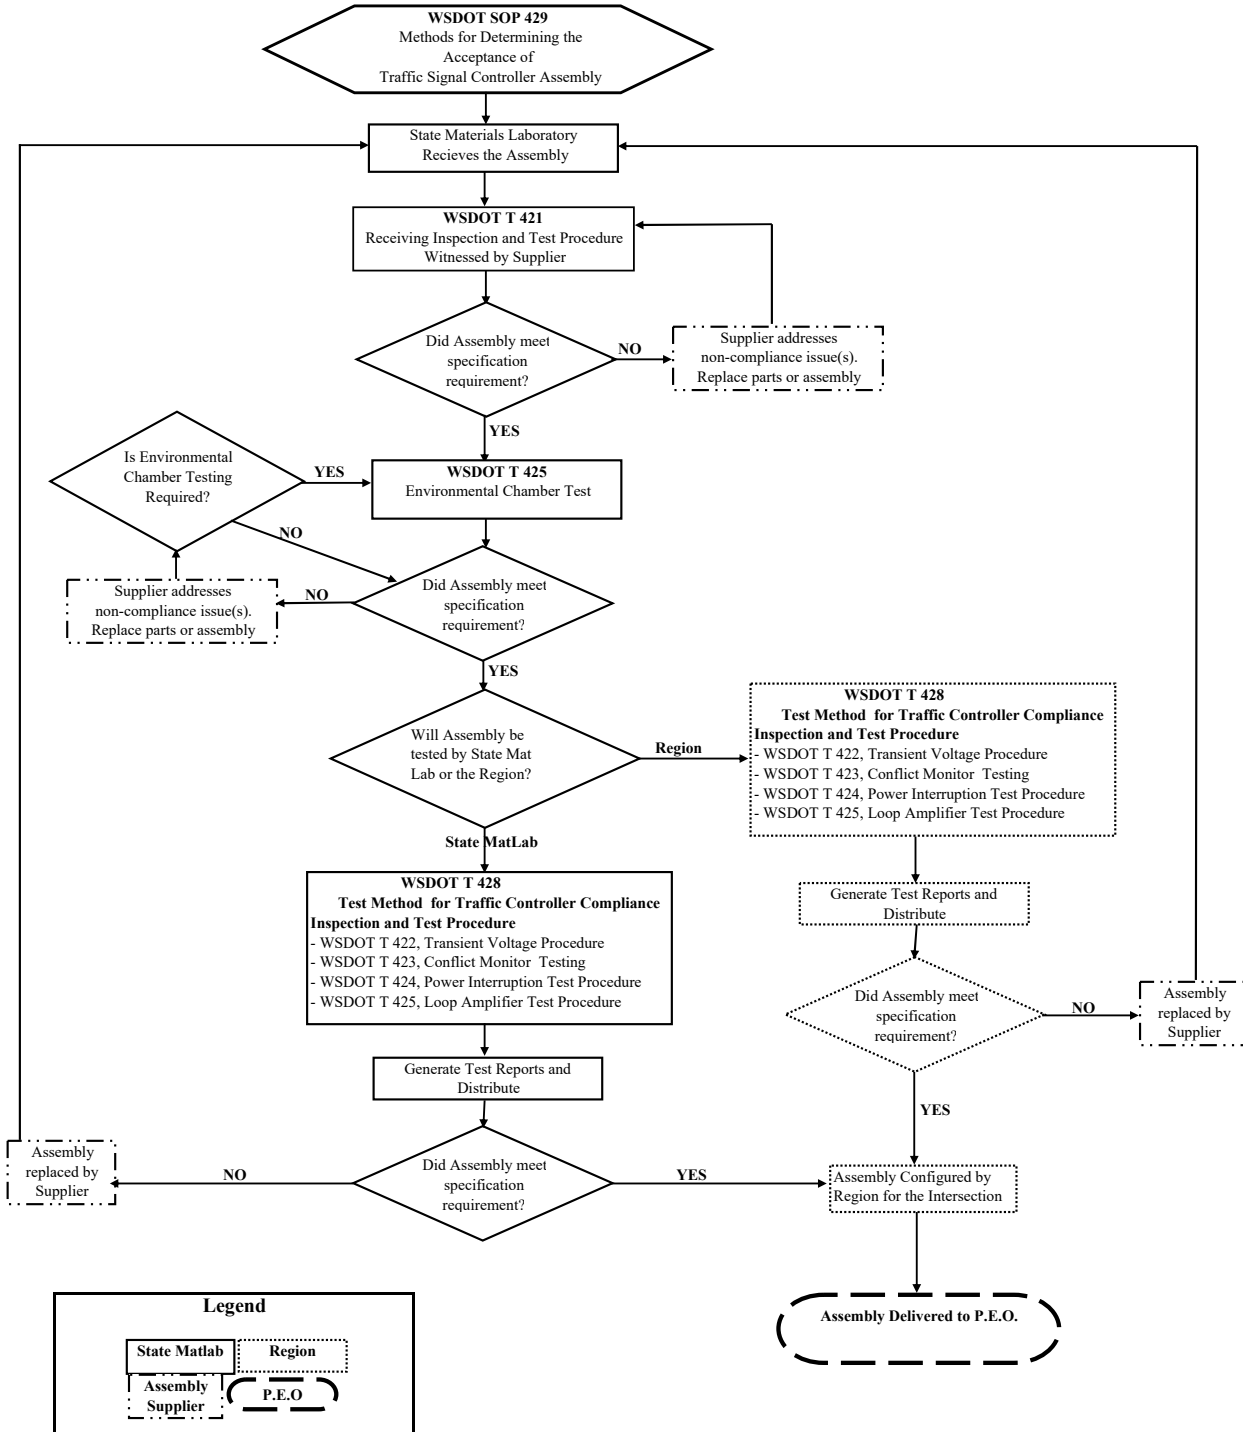 WSDOT SOP 429
Methods for Determining the
Acceptance of
Traffic Signal Controller Assembly
State Materials Laboratory
Recieves the Assembly
WSDOT T 421
Receiving Inspection and Test Procedure
Witnessed by Supplier
Did Assembly meet
specification
requirement?
NO
Supplier addresses
non-compliance issue(s).
Replace parts or assembly
YES
Is Environmental
Chamber Testing
Required?
YES
WSDOT T 425
Environmental Chamber Test
NO
Did Assembly meet
specification
requirement?
NO
Supplier addresses
non-compliance issue(s).
Replace parts or assembly
YES
Will Assembly be
tested by State Mat
Lab or the Region?
Region
WSDOT T 428
Test Method for Traffic Controller Compliance
Inspection and Test Procedure
- WSDOT T 422, Transient Voltage Procedure
- WSDOT T 423, Conflict Monitor Testing
- WSDOT T 424, Power Interruption Test Procedure
- WSDOT T 425, Loop Amplifier Test Procedure
State MatLab
WSDOT T 428
Test Method for Traffic Controller Compliance
Inspection and Test Procedure
- WSDOT T 422, Transient Voltage Procedure
- WSDOT T 423, Conflict Monitor Testing
- WSDOT T 424, Power Interruption Test Procedure
- WSDOT T 425, Loop Amplifier Test Procedure
Generate Test Reports and
Distribute
Did Assembly meet
specification
requirement?
NO
Assembly
replaced by
Supplier
YES
Generate Test Reports and
Distribute
Did Assembly meet
specification
requirement?
NO
Assembly
replaced by
Supplier
YES
Assembly Configured by
Region for the Intersection
Assembly Delivered to P.E.O.
Legend
State Matlab
Region
Assembly
Supplier
P.E.O